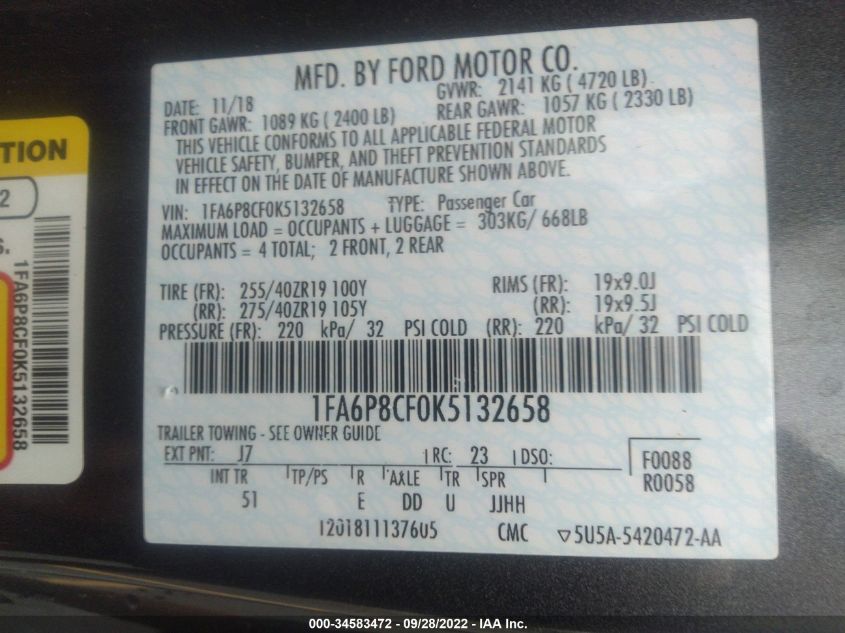 MFD. BY FORD MOTOR CO.
DATE: 11/18 GVWR: 2141 KG ( 4720 LB)
FRONT GAWR: 1089 KG ( 2400 LB) REAR GAWR: 1057 KG ( 2330 LB)
THIS VEHICLE CONFORMS TO ALL APPLICABLE FEDERAL MOTOR
VEHICLE SAFETY, BUMPER, AND THEFT PREVENTION STANDARDS
IN EFFECT ON THE DATE OF MANUFACTURE SHOWN ABOVE.
VIN: 1FA6P8CF0K5132658 TYPE: Passenger Car
MAXIMUM LOAD = OCCUPANTS + LUGGAGE = 303KG/ 668LB
OCCUPANTS = 4 TOTAL; 2 FRONT, 2 REAR
TIRE (FR): 255/40ZR19 100Y RIMS (FR): 19x9.0J
(RR): 275/40ZR19 105Y (RR): 19x9.5J
PRESSURE (FR): 220 kPa/ 32 PSI COLD (RR): 220 kPa/ 32 PSI COLD
1FA6P8CF0K5132658
TRAILER TOWING - SEE OWNER GUIDE
EXT PNT: J7 RC: 23 DSO: F0088
INT TR TP/PS R AXLE TR SPR R0058
51 E DD U JJHH
CMC ▽5U5A-5420472-AA
TION
2
S.
1FA6P8CF0K5132658
000-34583472 - 09/28/2022 - IAA Inc.